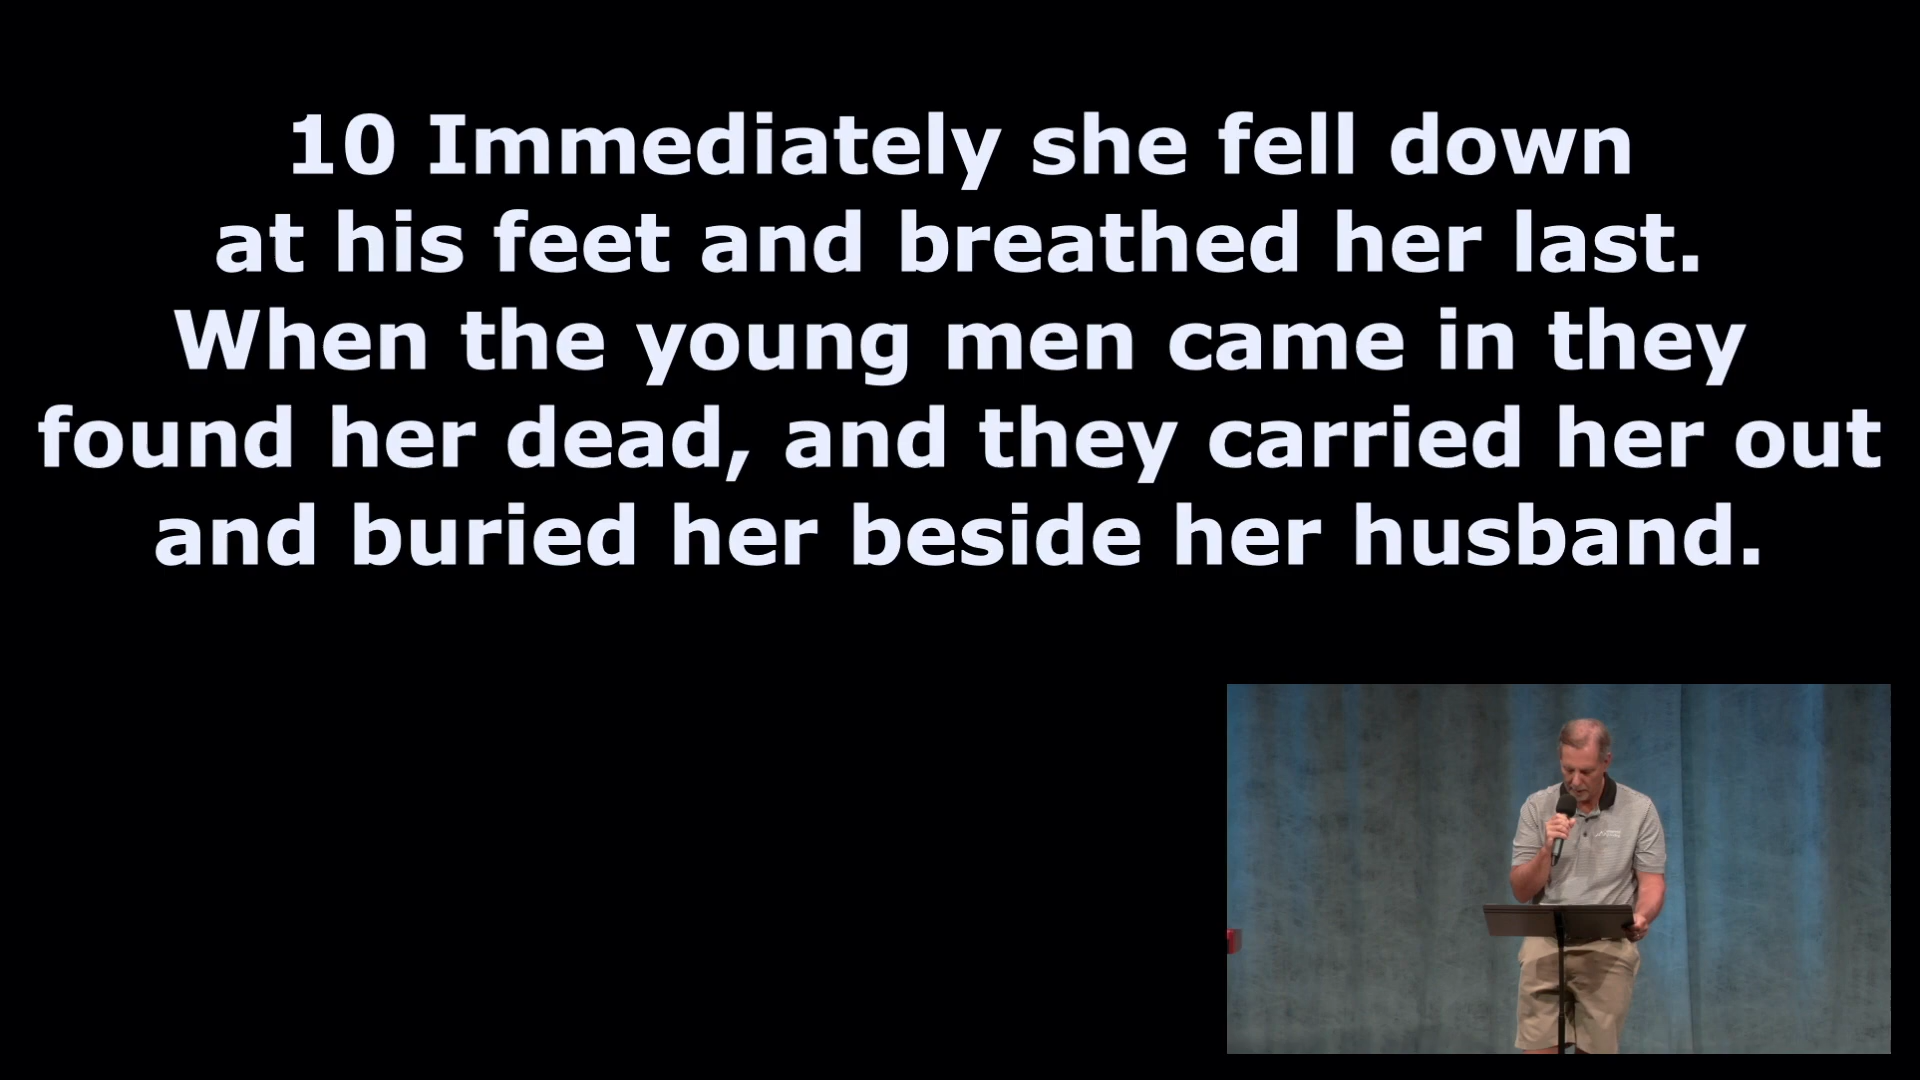 10 Immediately she fell down
at his feet and breathed her last.
When the young men came in they
found her dead, and they carried her out
and buried her beside her husband.